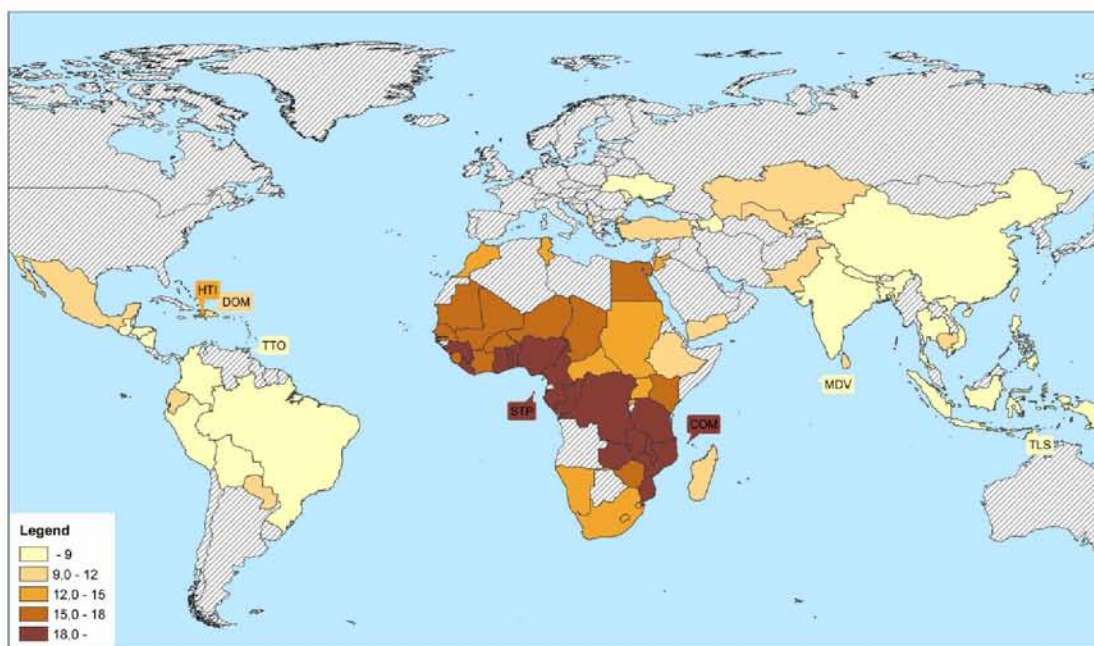 HTI
DOM
TTO
STP
COM
MDV
TLS
Legend
- 9
9,0 - 12
12,0 - 15
15,0 - 18
18,0 -